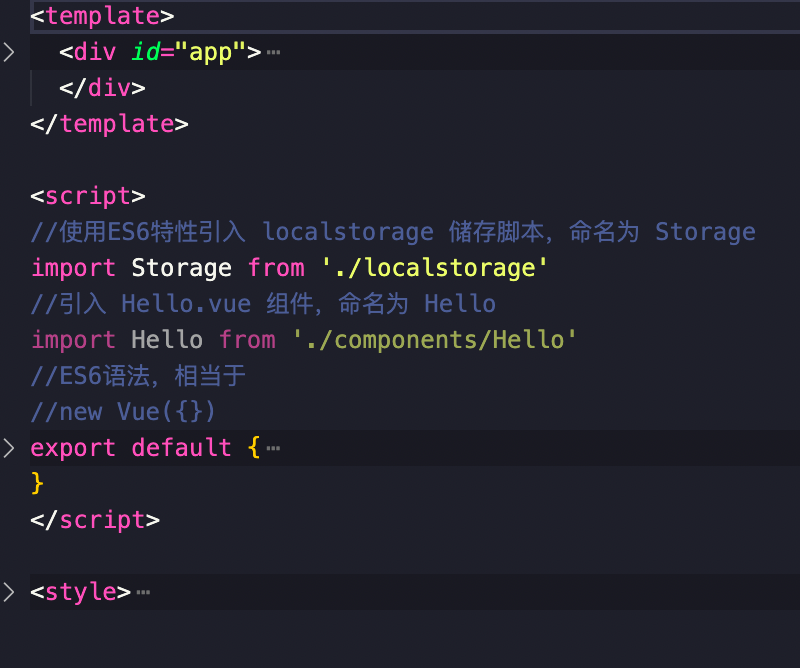 <template>
<div id="app">…
</div>
</template>
<script>
//使用ES6特性引入 localstorage 储存脚本，命名为 Storage
import Storage from './localstorage'
//引入 Hello.vue 组件，命名为 Hello
import Hello from './components/Hello'
//ES6语法，相当于
//new Vue({})
export default {…
}
</script>
<style>…